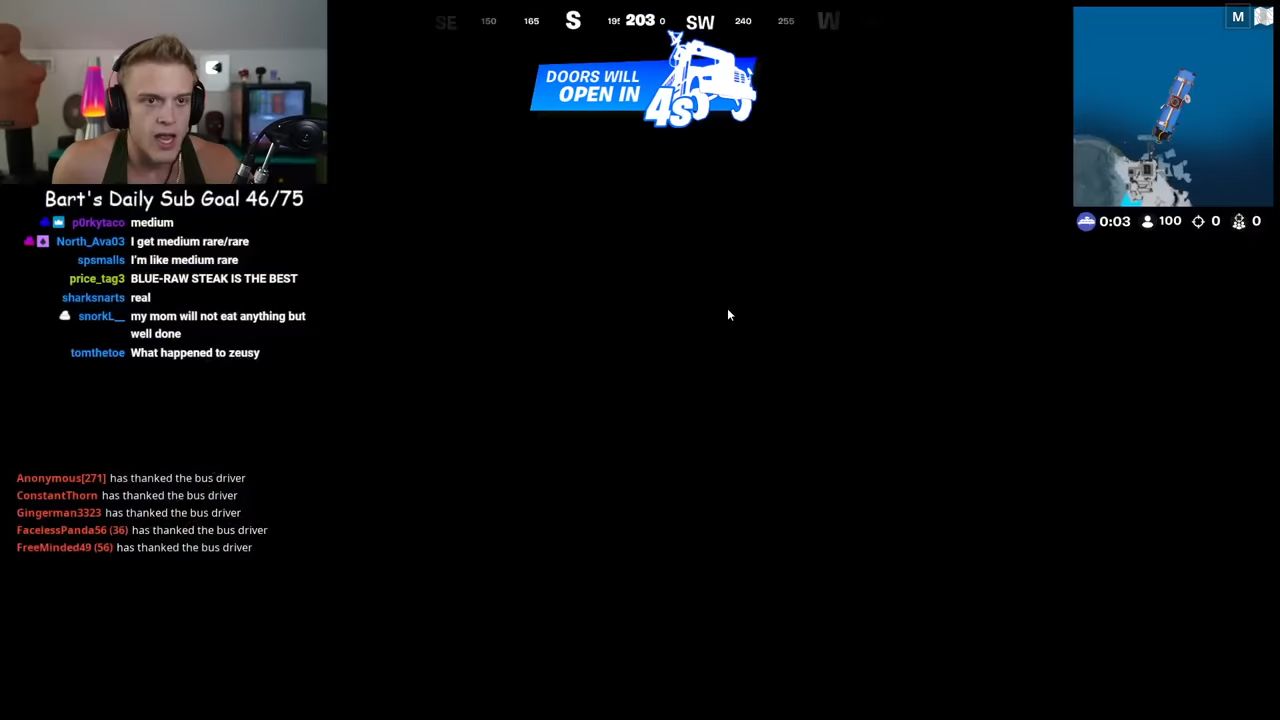 SE 150 165 S 195 203 0 SW 240 255 W
M
DOORS WILL
OPEN IN 4s
Bart's Daily Sub Goal 46/75
0:03 100 0 0
p0rkytaco medium
North_Ava03 I get medium rare/rare
spsmalls I'm like medium rare
price_tag3 BLUE-RAW STEAK IS THE BEST
sharksnarts real
snorkL__ my mom will not eat anything but
well done
tomthetoe What happened to zeusy
Anonymous[271] has thanked the bus driver
ConstantThorn has thanked the bus driver
Gingerman3323 has thanked the bus driver
FacelessPanda56 (36) has thanked the bus driver
FreeMinded49 (56) has thanked the bus driver